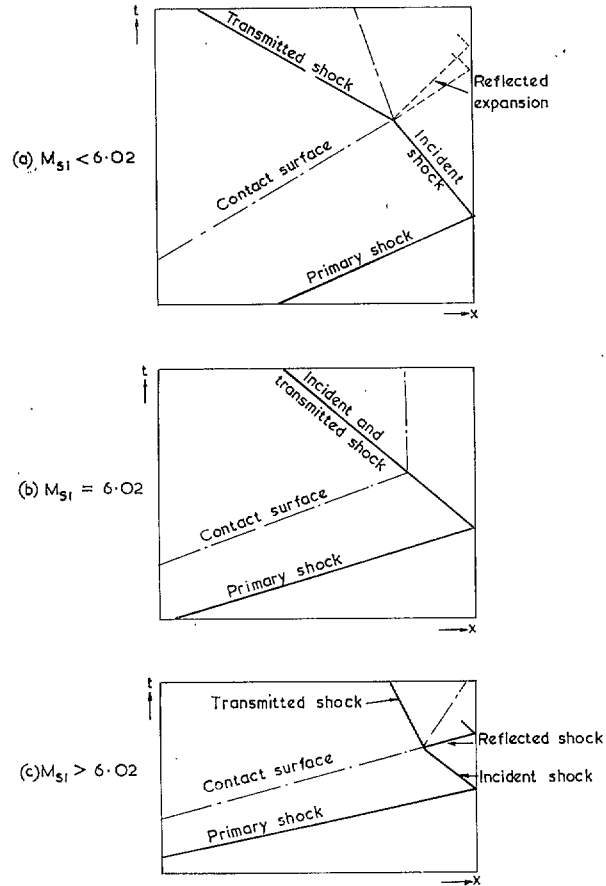 t
Transmitted shock
Reflected
expansion
(a) M_S1 < 6·02
Incident
shock
Contact surface
Primary shock
x
t
Incident and
transmitted shock
(b) M_S1 = 6·02
Contact surface
Primary shock
x
t
Transmitted shock
Reflected shock
(c) M_S1 > 6·02
Contact surface
Incident shock
Primary shock
x